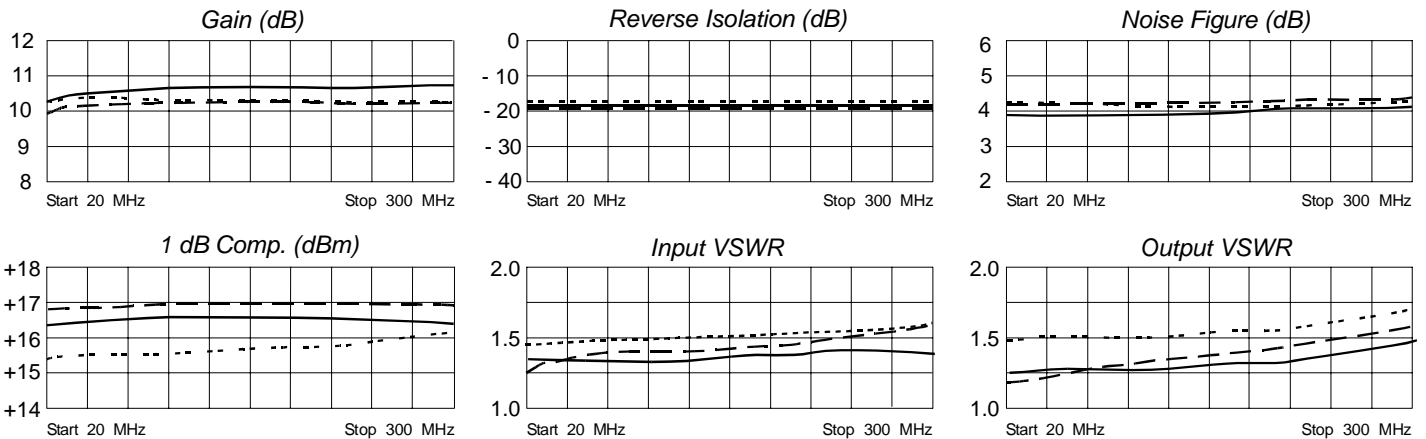 Gain (dB)
12
11
10
9
8
Start 20 MHz Stop 300 MHz
Reverse Isolation (dB)
0
- 10
- 20
- 30
- 40
Start 20 MHz Stop 300 MHz
Noise Figure (dB)
6
5
4
3
2
Start 20 MHz Stop 300 MHz
1 dB Comp. (dBm)
+18
+17
+16
+15
+14
Start 20 MHz Stop 300 MHz
Input VSWR
2.0
1.5
1.0
Start 20 MHz Stop 300 MHz
Output VSWR
2.0
1.5
1.0
Start 20 MHz Stop 300 MHz